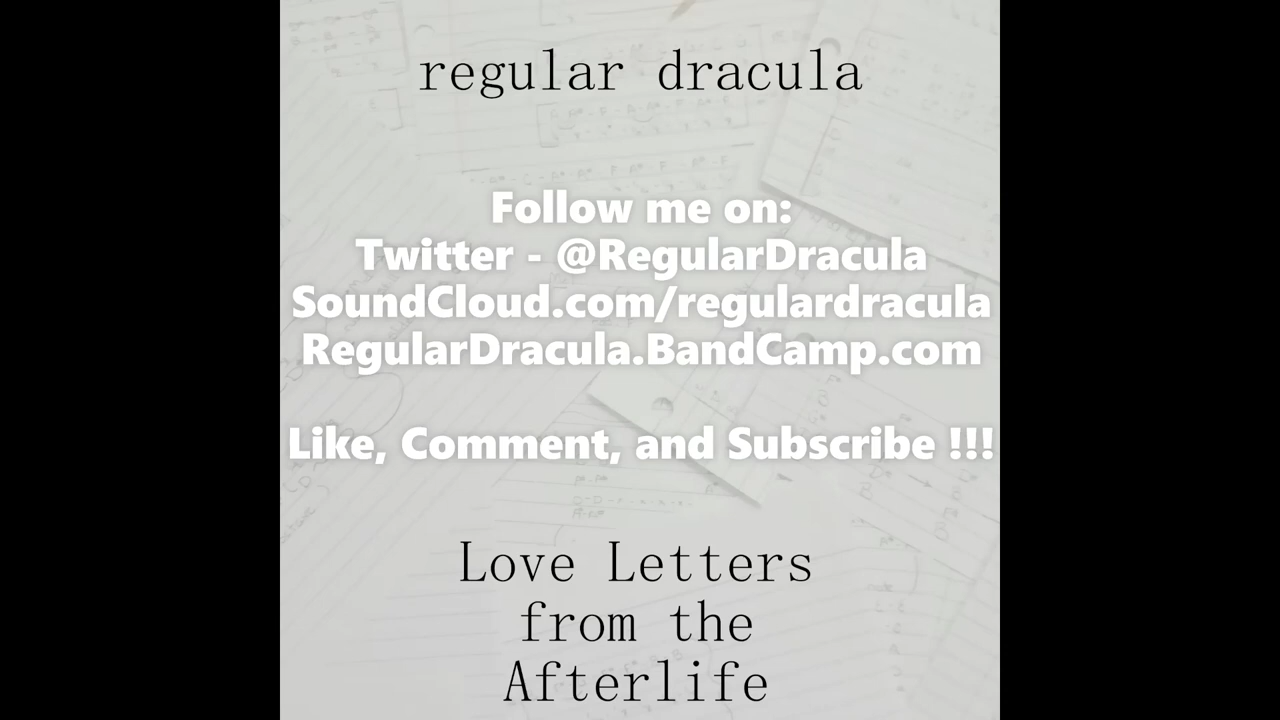 regular dracula
Follow me on:
Twitter - @RegularDracula
SoundCloud.com/regulardracula
RegularDracula.BandCamp.com
Like, Comment, and Subscribe !!!
Love Letters
from the
Afterlife